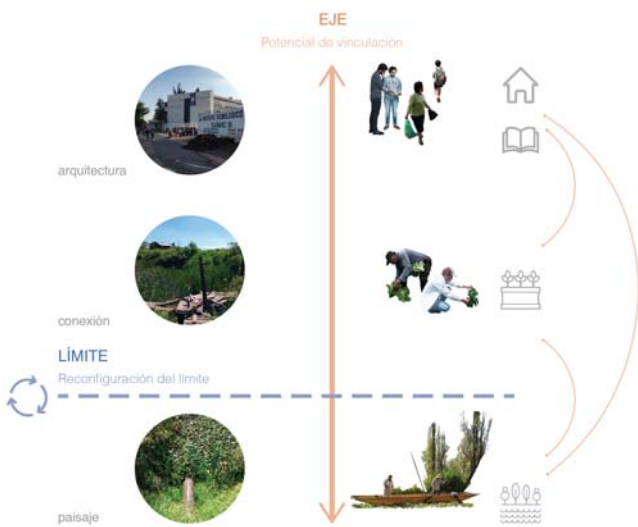 EJE
Potencial de vinculación
arquitectura
conexión
LÍMITE
Reconfiguración del límite
paisaje